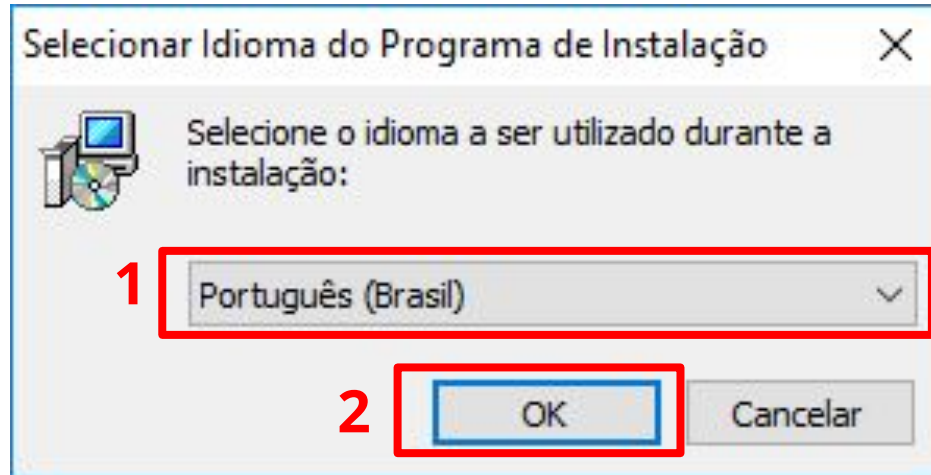 Selecionar Idioma do Programa de Instalação
Selecione o idioma a ser utilizado durante a
instalação:
1
Português (Brasil)
2
OK
Cancelar